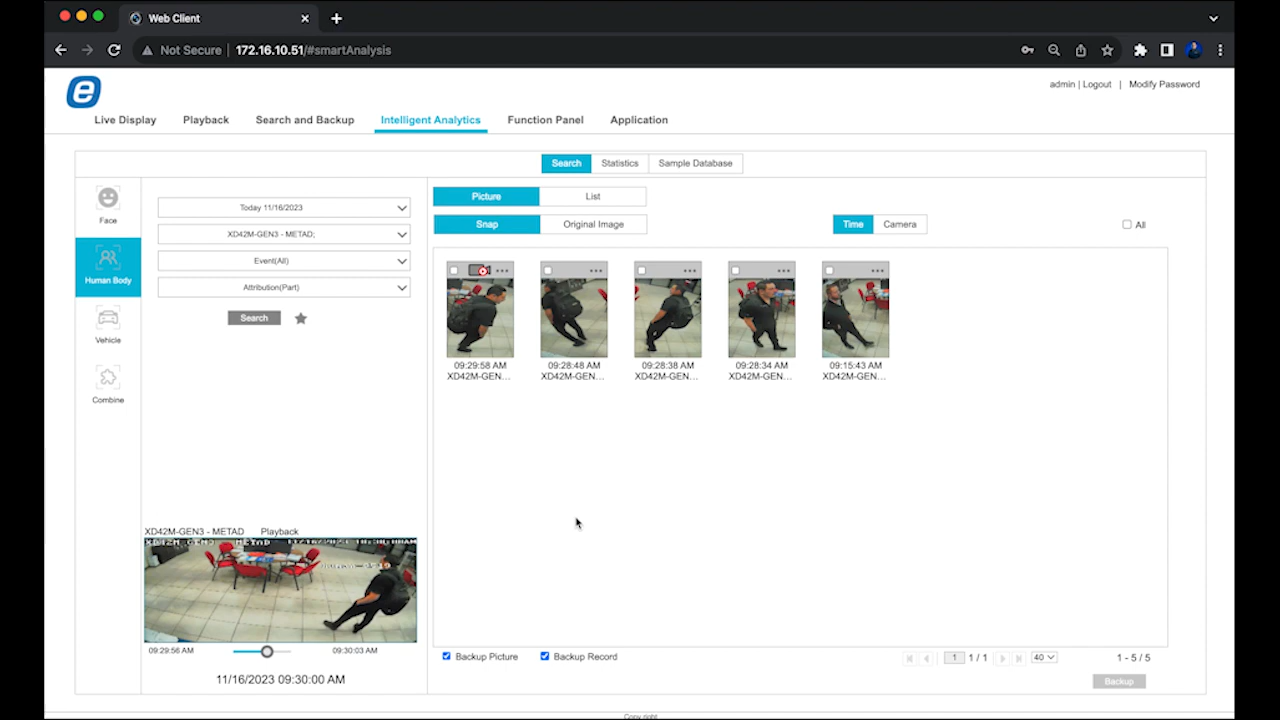 Web Client
Not Secure
172.16.10.51/#smartAnalysis
admin | Logout | Modify Password
e
Live Display
Playback
Search and Backup
Intelligent Analytics
Function Panel
Application
Search
Statistics
Sample Database
Face
Human Body
Vehicle
Combine
Today 11/16/2023
XD42M-GEN3 - METAD;
Event(All)
Attribution(Part)
Search
Picture
List
Snap
Original Image
Time
Camera
All
09:29:58 AM
XD42M-GEN...
09:28:48 AM
XD42M-GEN...
09:28:38 AM
XD42M-GEN...
09:28:34 AM
XD42M-GEN...
09:15:43 AM
XD42M-GEN...
XD42M-GEN3 - METAD
Playback
09:29:56 AM
09:30:03 AM
11/16/2023 09:30:00 AM
Backup Picture
Backup Record
1
1 / 1
40
1 - 5 / 5
Backup
Copy right